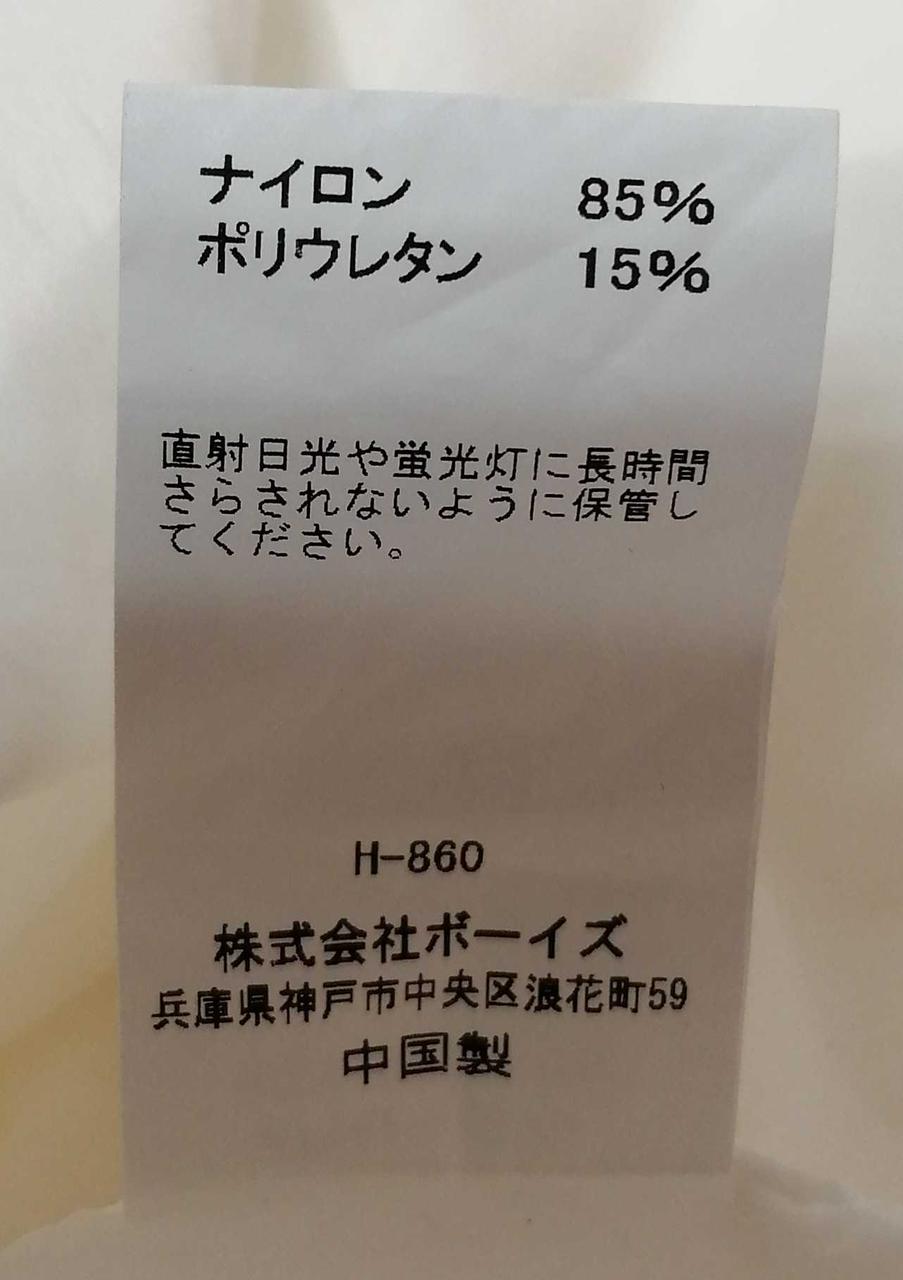 ナイロン 85%
ポリウレタン 15%
直射日光や蛍光灯に長時間
さらされないように保管し
てください。
H-860
株式会社ボーイズ
兵庫県神戸市中央区浪花町59
中国製